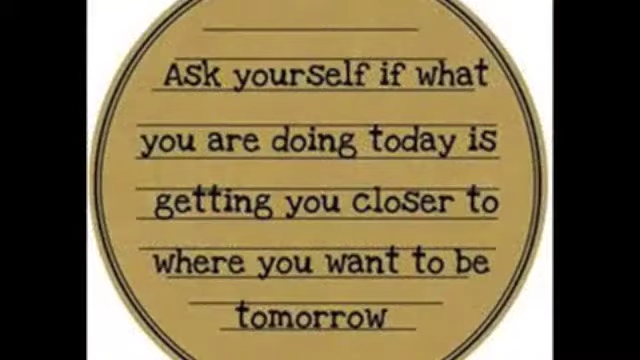 Ask yourself if what
you are doing today is
getting you closer to
where you want to be
tomorrow